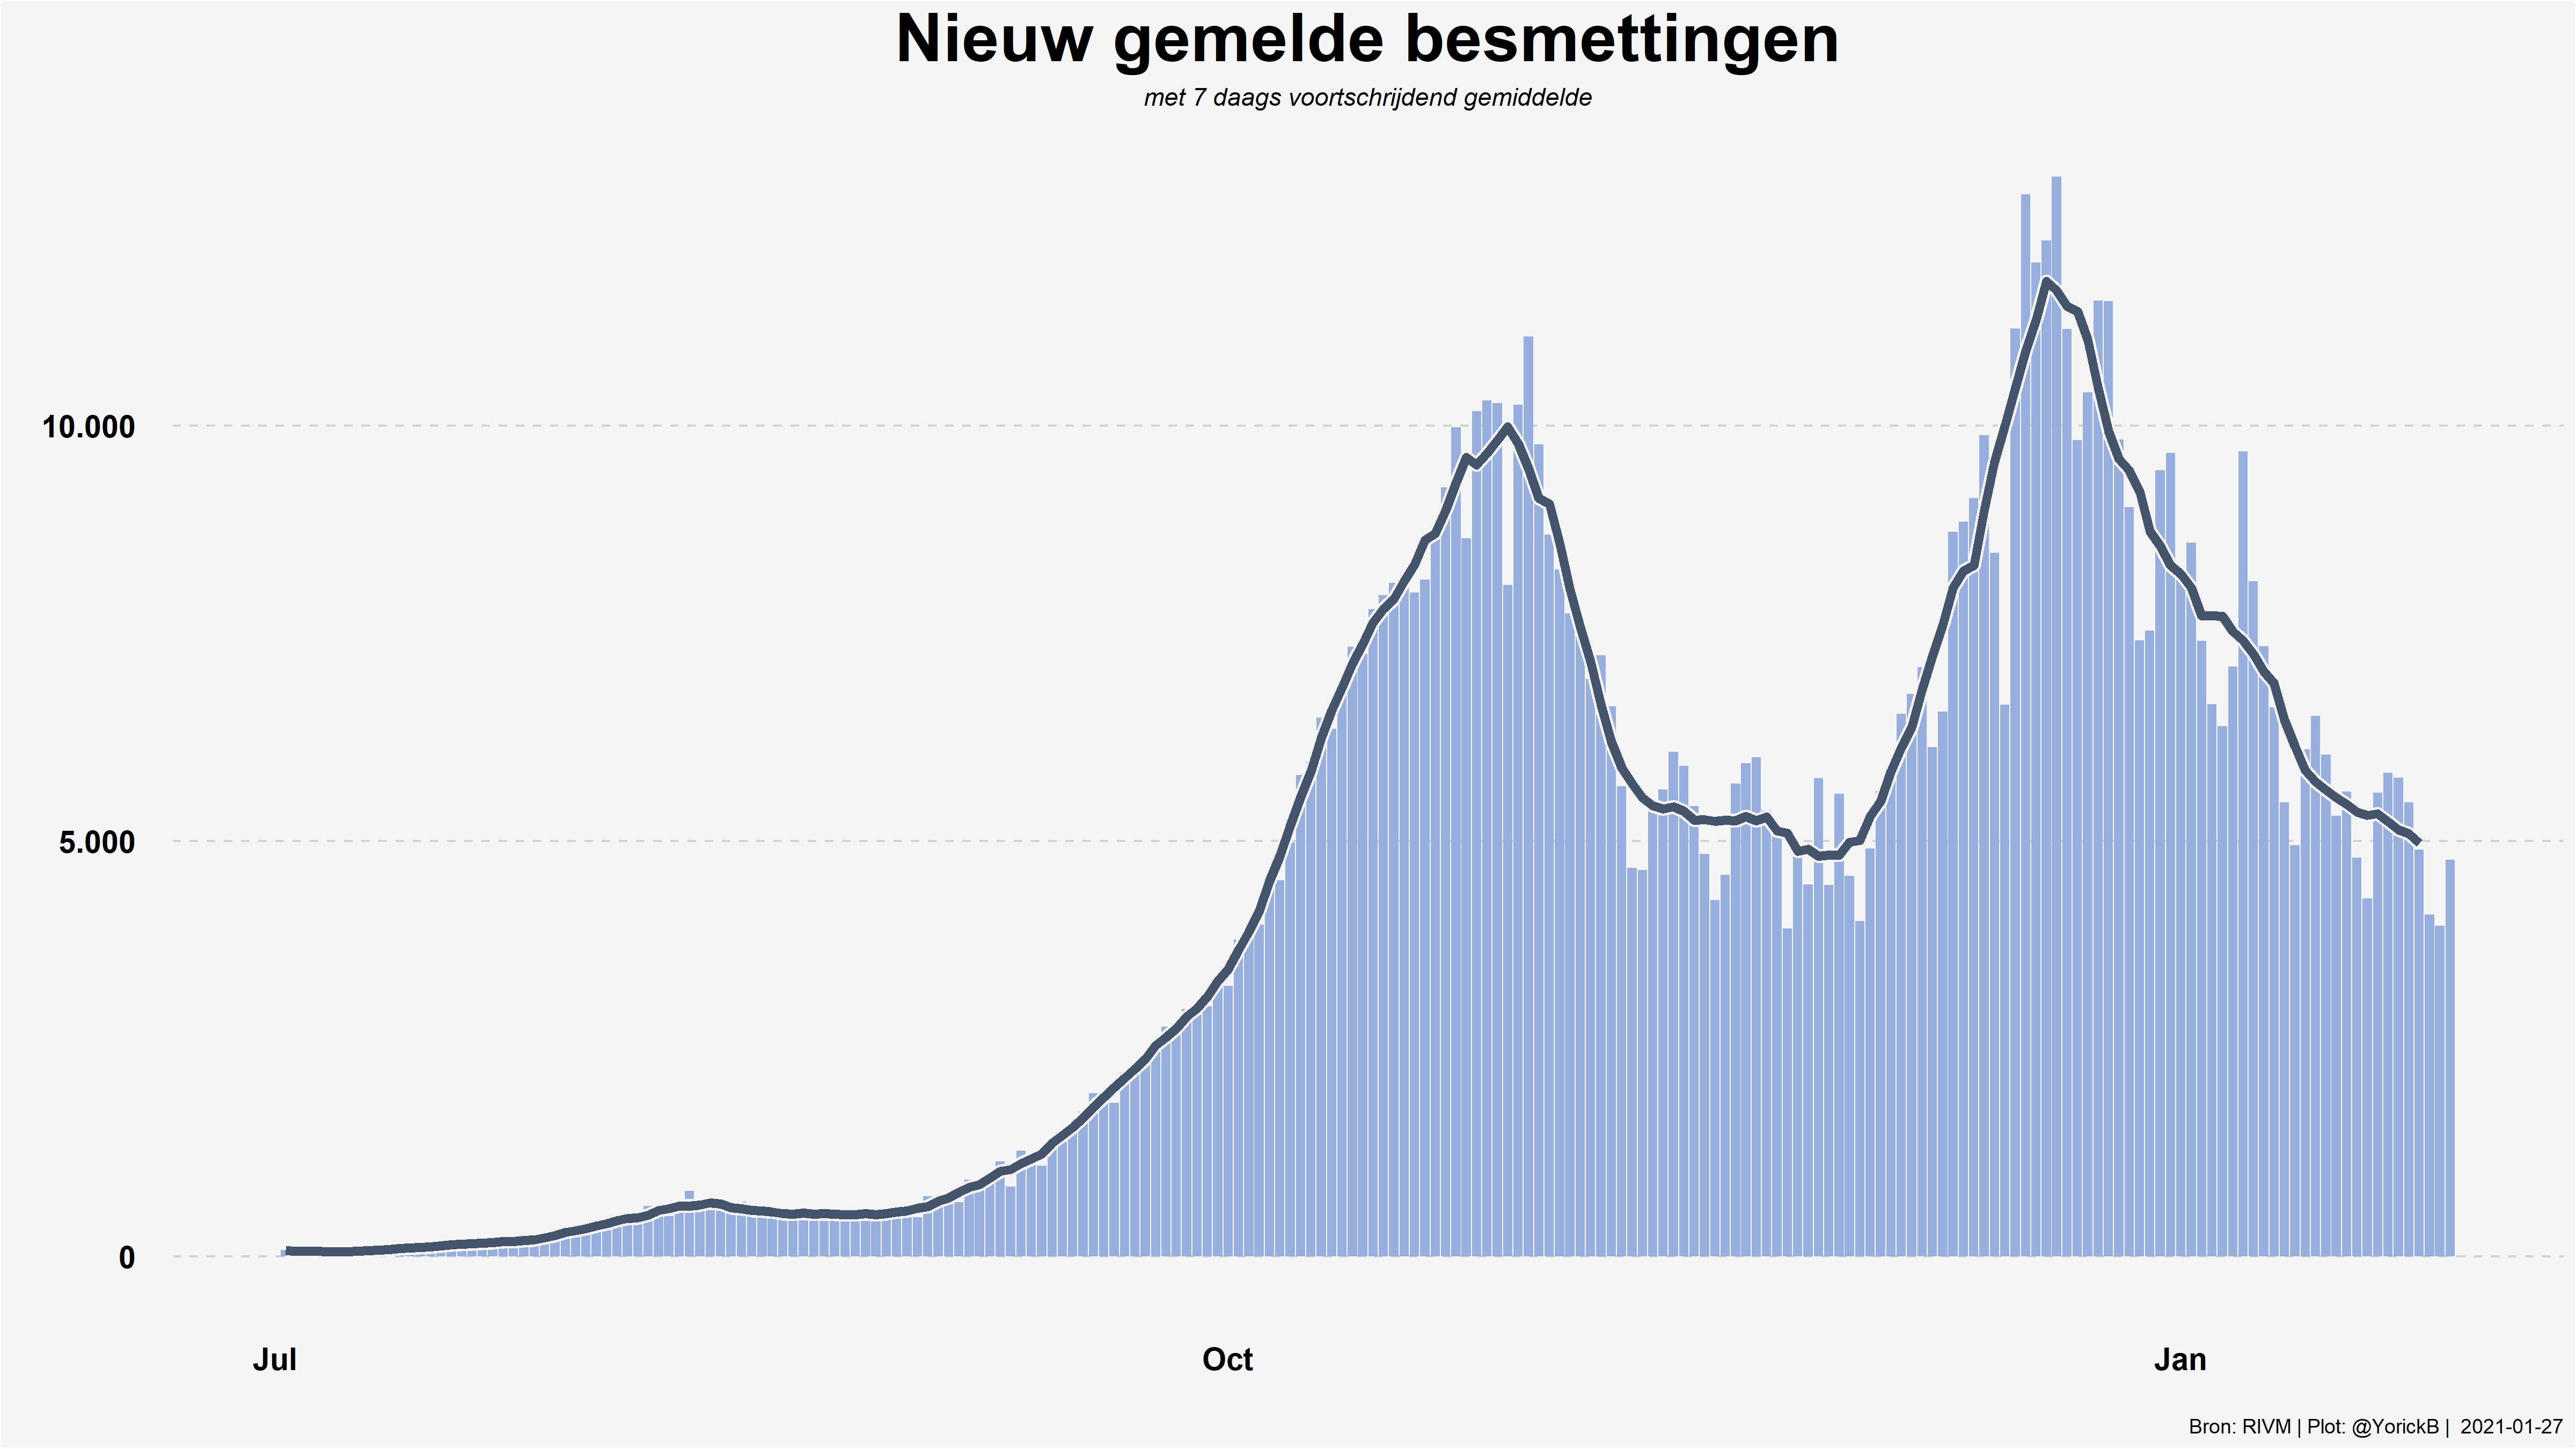 Nieuw gemelde besmettingen
met 7 daags voortschrijdend gemiddelde
10.000
5.000
0
Jul Oct Jan
Bron: RIVM | Plot: @YorickB | 2021-01-27